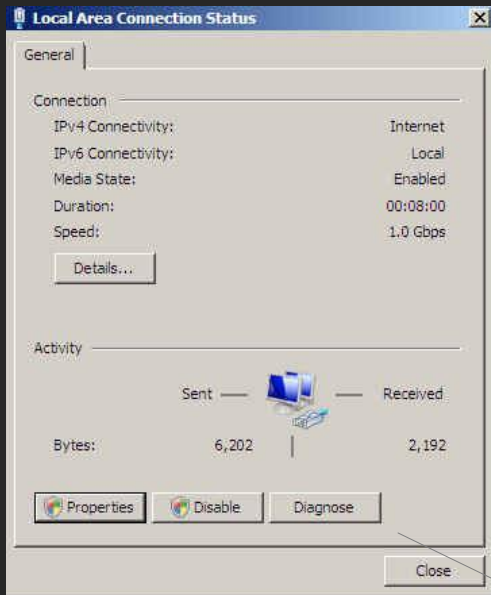 Local Area Connection Status
General
Connection
IPv4 Connectivity: Internet
IPv6 Connectivity: Local
Media State: Enabled
Duration: 00:08:00
Speed: 1.0 Gbps
Details...
Activity
Sent Received
Bytes: 6,202 2,192
Properties Disable Diagnose
Close